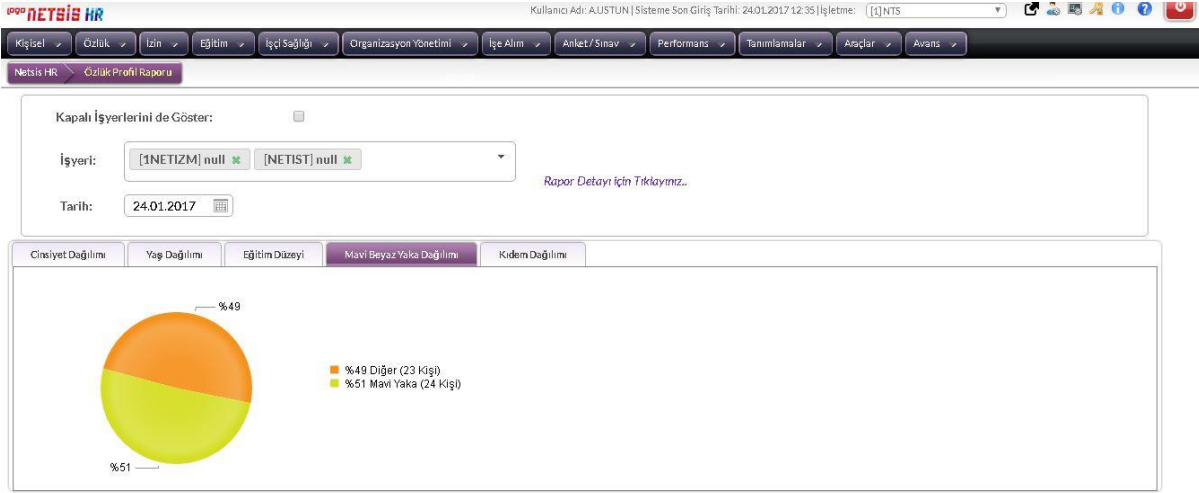 logo NETSİS HR
Kullanıcı Adı: A.USTUN | Sisteme Son Giriş Tarihi: 24.01.2017 12:35 | İşletme: [1] NTS
Kişisel Özlük İzin Eğitim İşçi Sağlığı Organizasyon Yönetimi İşe Alım Anket / Sınav Performans Tanımlamalar Araçlar Avans
Netsis HR Özlük Profil Raporu
Kapalı İşyerlerini de Göster:
İşyeri: [1NETIZM] null [NETIST] null
Rapor Detayı için Tıklayınız..
Tarih: 24.01.2017
Cinsiyet Dağılımı Yaş Dağılımı Eğitim Düzeyi Mavi Beyaz Yaka Dağılımı Kıdem Dağılımı
%49
%49 Diğer (23 Kişi)
%51 Mavi Yaka (24 Kişi)
%51